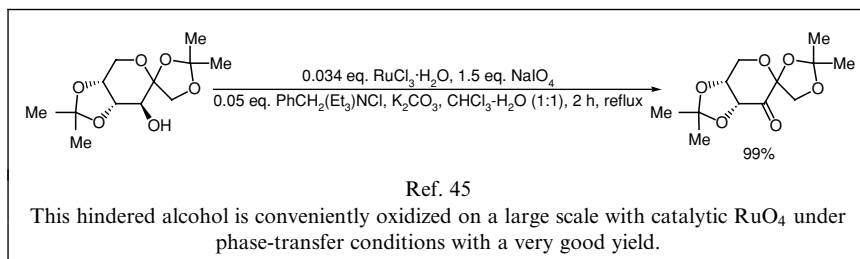 Me
Me
O
O
O
O
O
OH
Me
Me
0.034 eq. RuCl₃·H₂O, 1.5 eq. NaIO₄
0.05 eq. PhCH₂(Et₃)NCl, K₂CO₃, CHCl₃-H₂O (1:1), 2 h, reflux
Me
Me
O
O
O
O
O
O
Me
Me
99%
Ref. 45
This hindered alcohol is conveniently oxidized on a large scale with catalytic RuO₄ under
phase-transfer conditions with a very good yield.